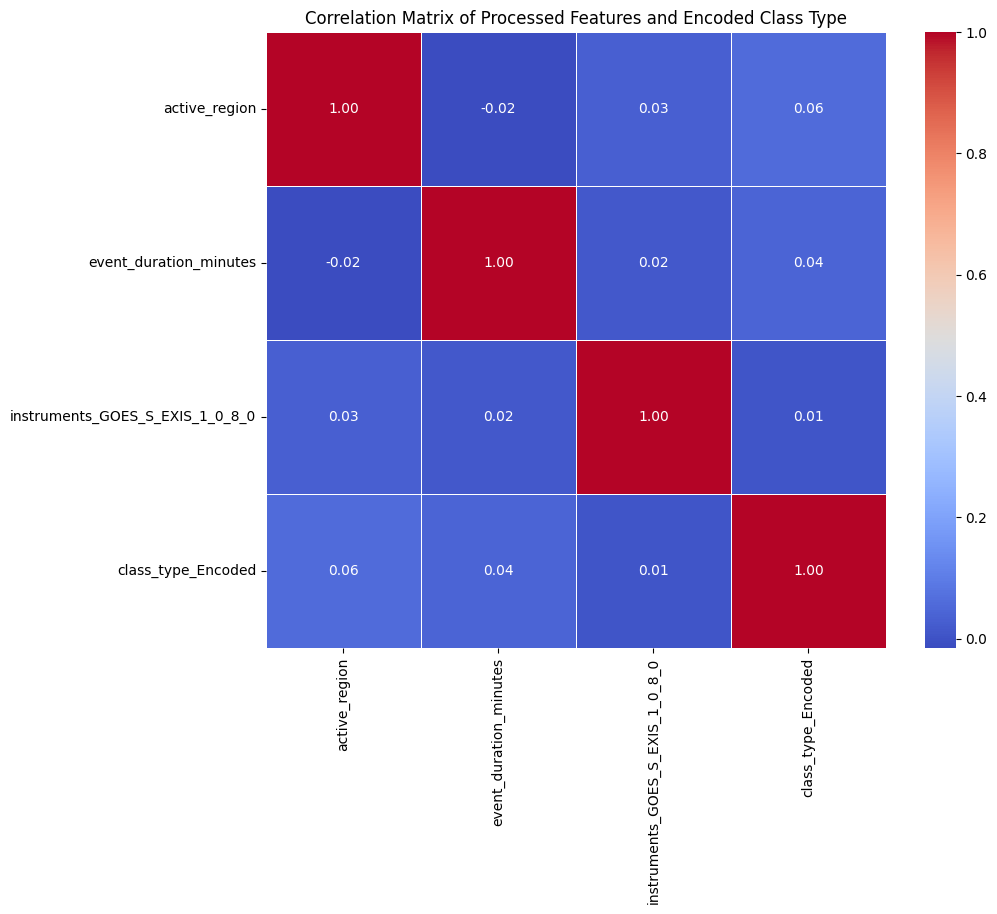 Correlation Matrix of Processed Features and Encoded Class Type
active_region
1.00
-0.02
0.03
0.06
event_duration_minutes
-0.02
1.00
0.02
0.04
instruments_GOES_S_EXIS_1_0_8_0
0.03
0.02
1.00
0.01
class_type_Encoded
0.06
0.04
0.01
1.00
active_region
event_duration_minutes
instruments_GOES_S_EXIS_1_0_8_0
class_type_Encoded
1.0
0.8
0.6
0.4
0.2
0.0